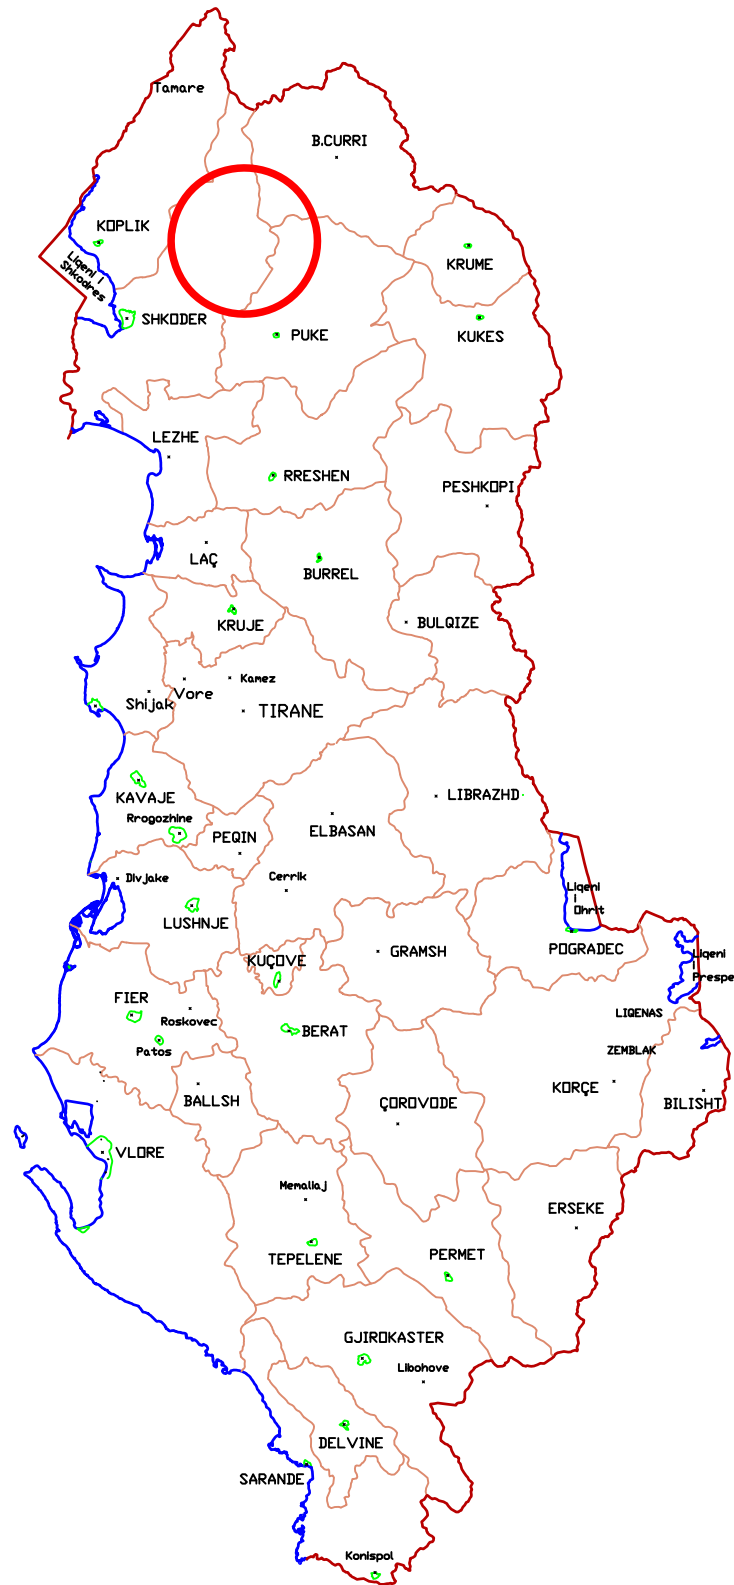 Tamare
B.CURRI
KOPLIK
KRUME
Liqeni i
Shkodres
SHKODER
PUKE
KUKES
LEZHE
RRESHEN
PESHKOPI
LAÇ
BURREL
KRUJE
BULQIZE
Kamez
Vore
Shijak
TIRANE
KAVAJE
LIBRAZHD
Rrogozhine
ELBASAN
PEQIN
Cerrik
Divjake
Liqeni
i
Ohrit
LUSHNJE
KUÇOVE
GRAMSH
POGRADEC
Liqeni
i
Prespe
FIER
Roskovec
LIQENAS
BERAT
Patos
ZEMBLAK
BALLSH
ÇOROVODE
KORÇE
BILISHT
VLORE
Memaliaj
ERSEKE
TEPELENE
PERMET
GJIROKASTER
Libohove
DELVINE
SARANDE
Konispol